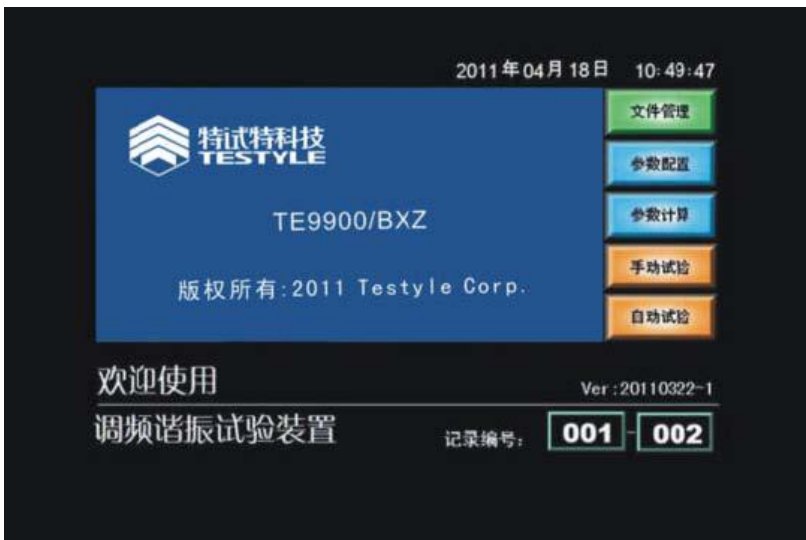 2011年04月18日 10:49:47
特试特科技
TESTYLE
TE9900/BXZ
版权所有:2011 Testyle Corp.
文件管理
参数配置
参数计算
手动试验
自动试验
欢迎使用
Ver:20110322-1
调频谐振试验装置
记录编号: 001-002